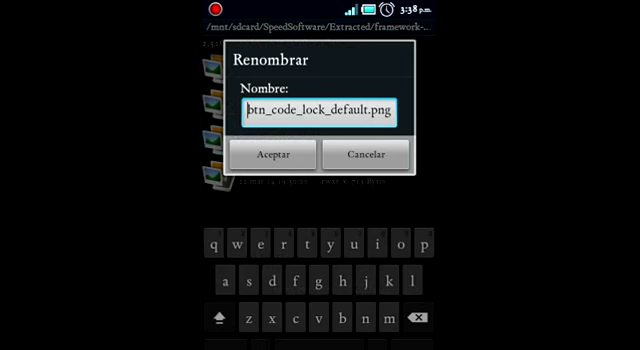 3:38 p.m.
/mnt/sdcard/SpeedSoftware/Extracted/framework-...
Renombrar
Nombre:
btn_code_lock_default.png
Aceptar
Cancelar
q w e r t y u i o p
a s d f g h j k l
z x c v b n m